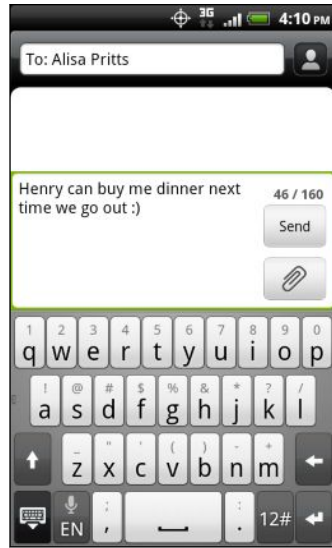 3G 4:10 PM
To: Alisa Pritts
Henry can buy me dinner next
time we go out :)
46 / 160
Send
1 2 3 4 5 6 7 8 9 0
q w e r t y u i o p
! @ # $ % & * ? /
a s d f g h j k l
_ " ' ( ) - +
z x c v b n m
EN ; , : . 12#